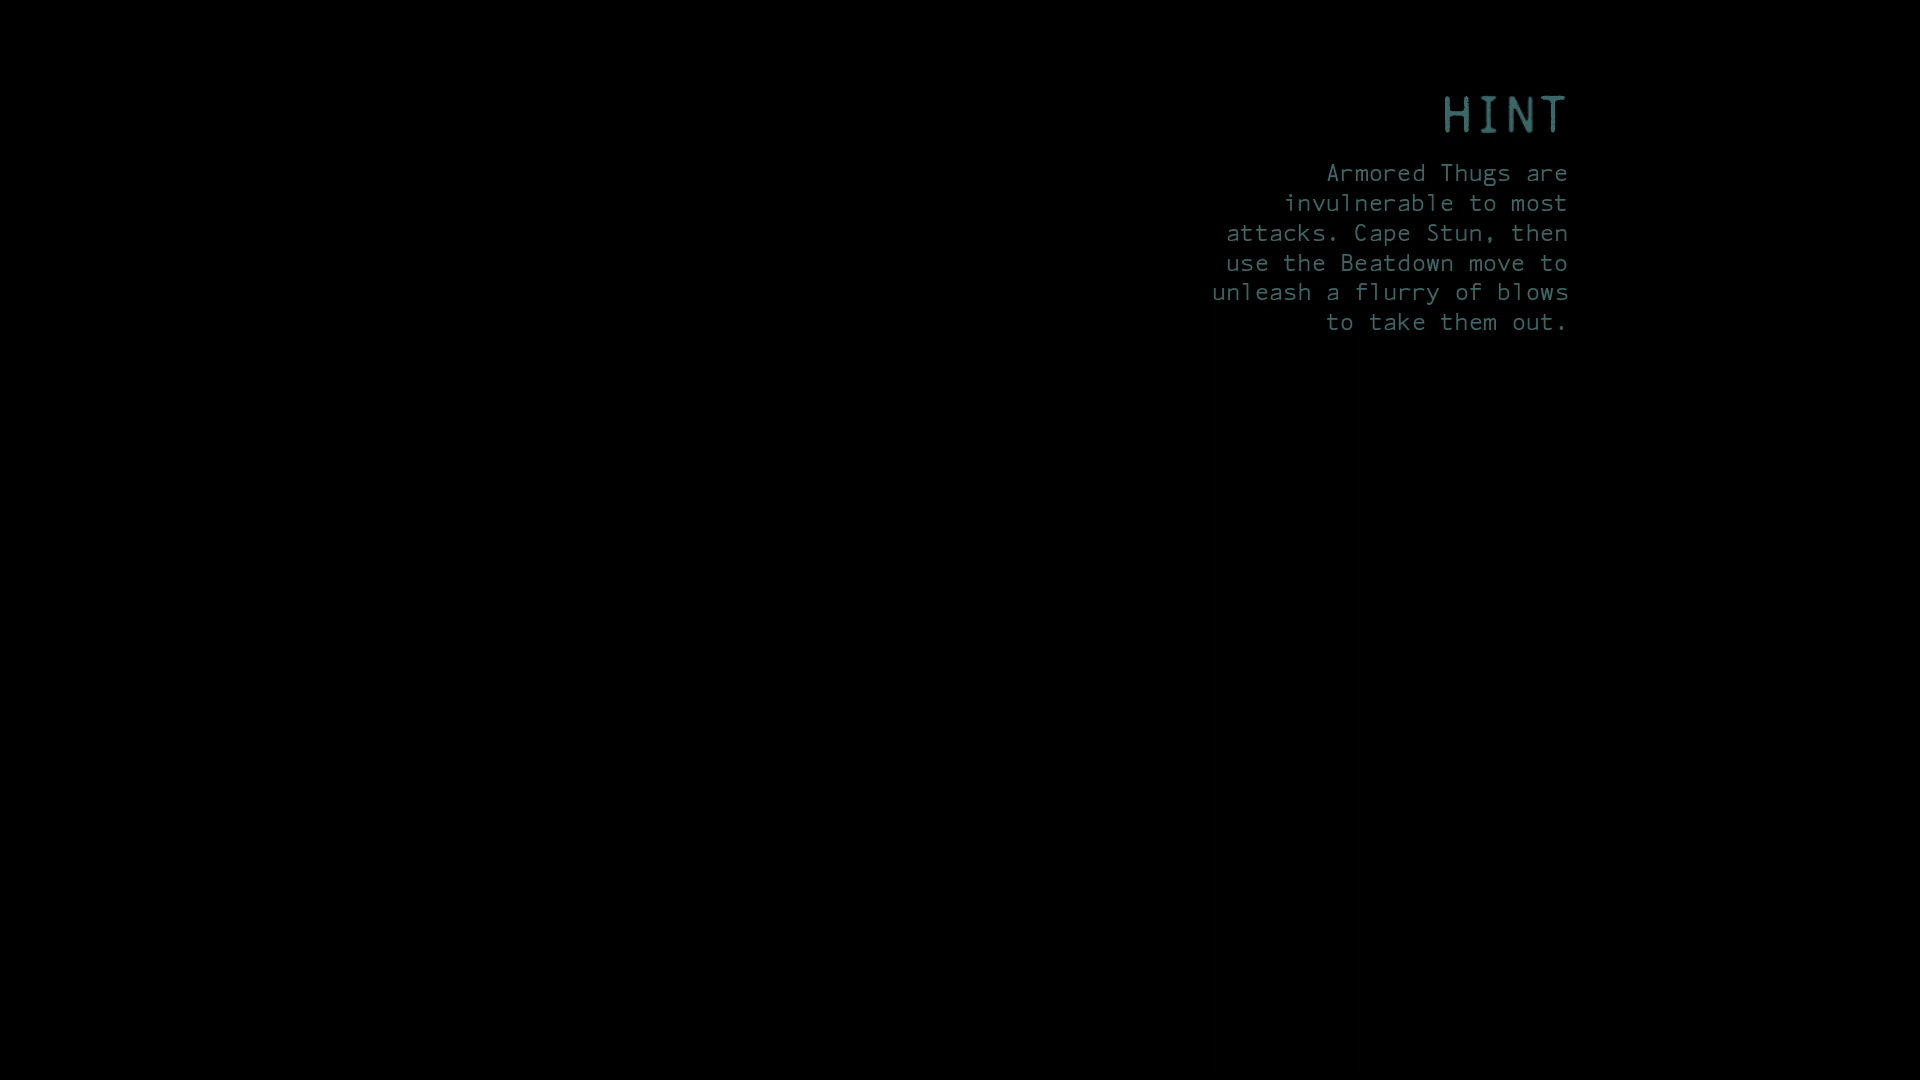 HINT
Armored Thugs are
invulnerable to most
attacks. Cape Stun, then
use the Beatdown move to
unleash a flurry of blows
to take them out.